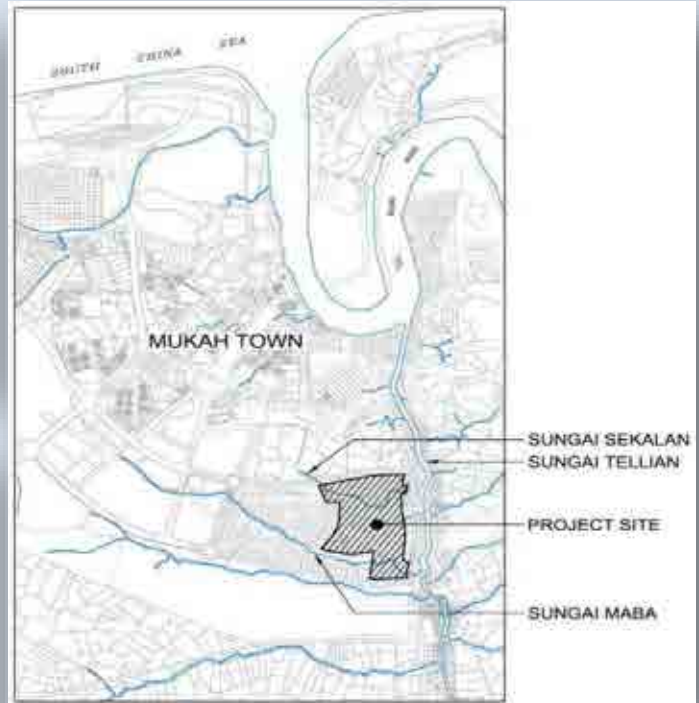 SOUTH CHINA SEA
MUKAH TOWN
SUNGAI SEKALAN
SUNGAI TELLIAN
PROJECT SITE
SUNGAI MABA